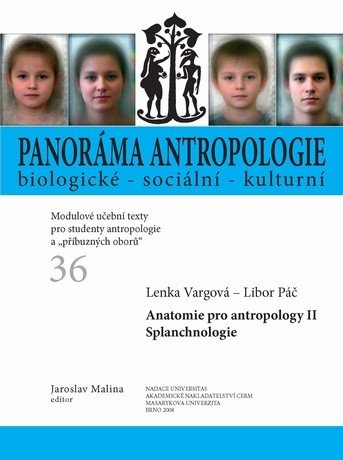 PANORÁMA ANTROPOLOGIE
biologické - sociální - kulturní
Modulové učební texty
pro studenty antropologie
a „příbuzných oborů“
36
Lenka Vargová – Libor Páč
Anatomie pro antropology II
Splanchnologie
Jaroslav Malina
editor
NADACE UNIVERSITAS
AKADEMICKÉ NAKLADATELSTVÍ CERM
MASARYKOVA UNIVERZITA
BRNO 2008